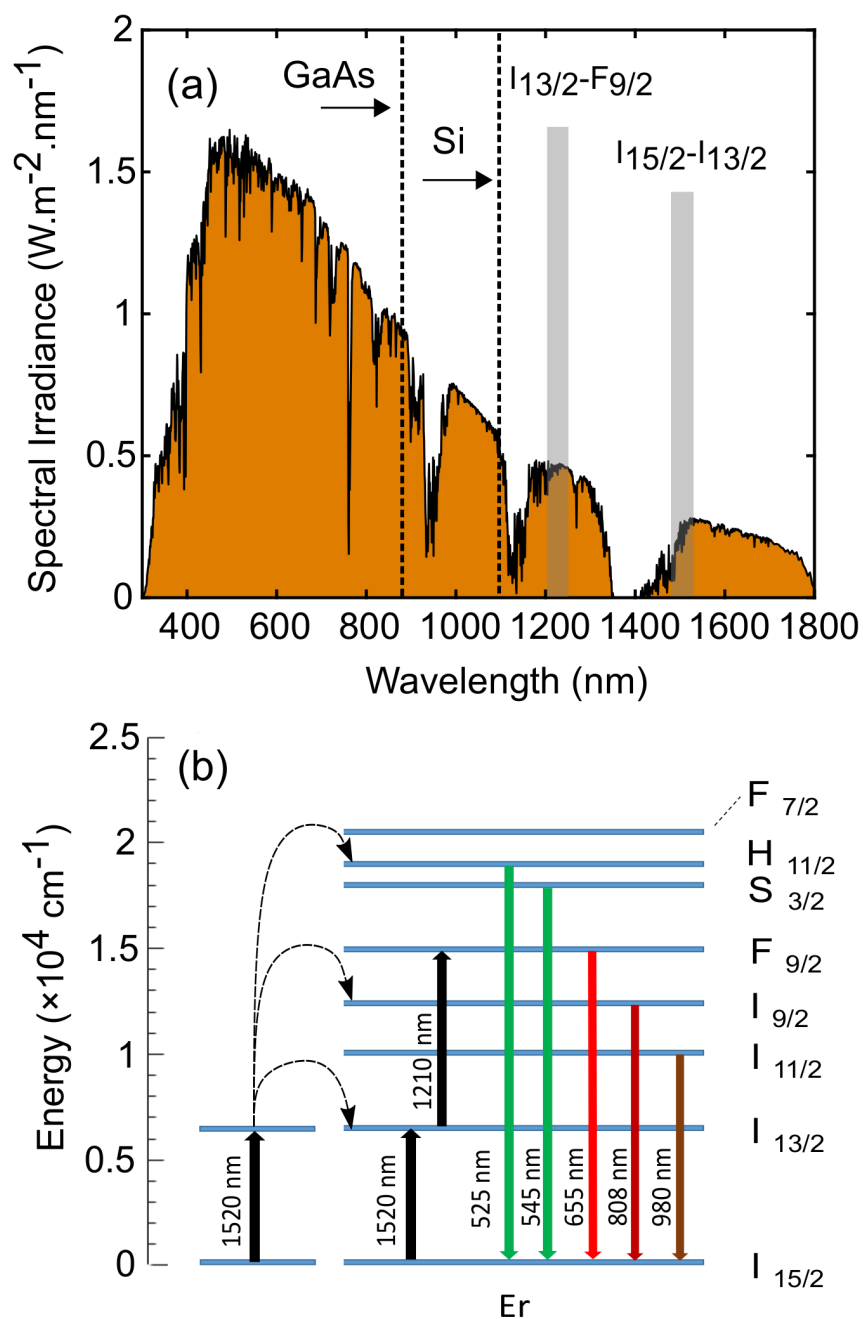 2
(a)
GaAs
I13/2-F9/2
Si
I15/2-I13/2
1.5
1
0.5
0
Spectral Irradiance (W.m-2.nm-1)
400 600 800 1000 1200 1400 1600 1800
Wavelength (nm)
2.5
(b)
F 7/2
2
H 11/2
S 3/2
1.5
F 9/2
I 9/2
1
I 11/2
I 13/2
0.5
0
I 15/2
Energy (×10⁴ cm-1)
1520 nm
1520 nm
1210 nm
525 nm
545 nm
655 nm
808 nm
980 nm
Er